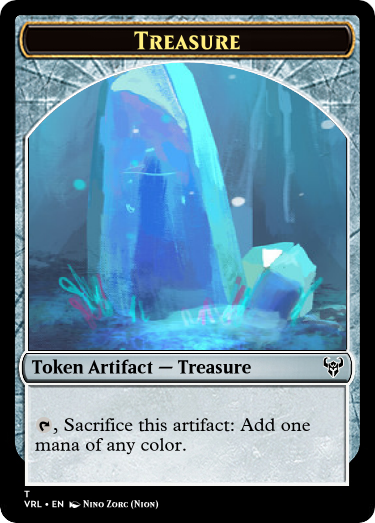 TREASURE
Token Artifact — Treasure
, Sacrifice this artifact: Add one
mana of any color.
T
VRL • EN NINO ZORC (NION)